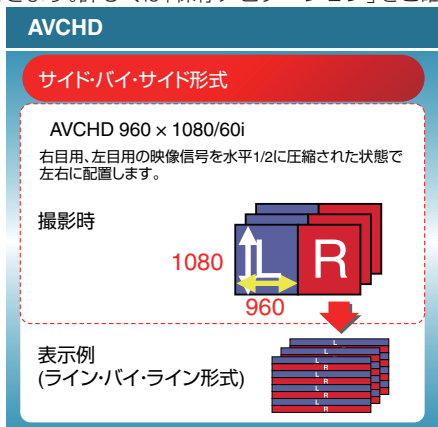 AVCHD
サイド・バイ・サイド形式
AVCHD 960 × 1080/60i
右目用、左目用の映像信号を水平1/2に圧縮された状態で
左右に配置します。
撮影時
L R
1080
960
表示例
(ライン・バイ・ライン形式)
L
R
L
R
L
R
L
R